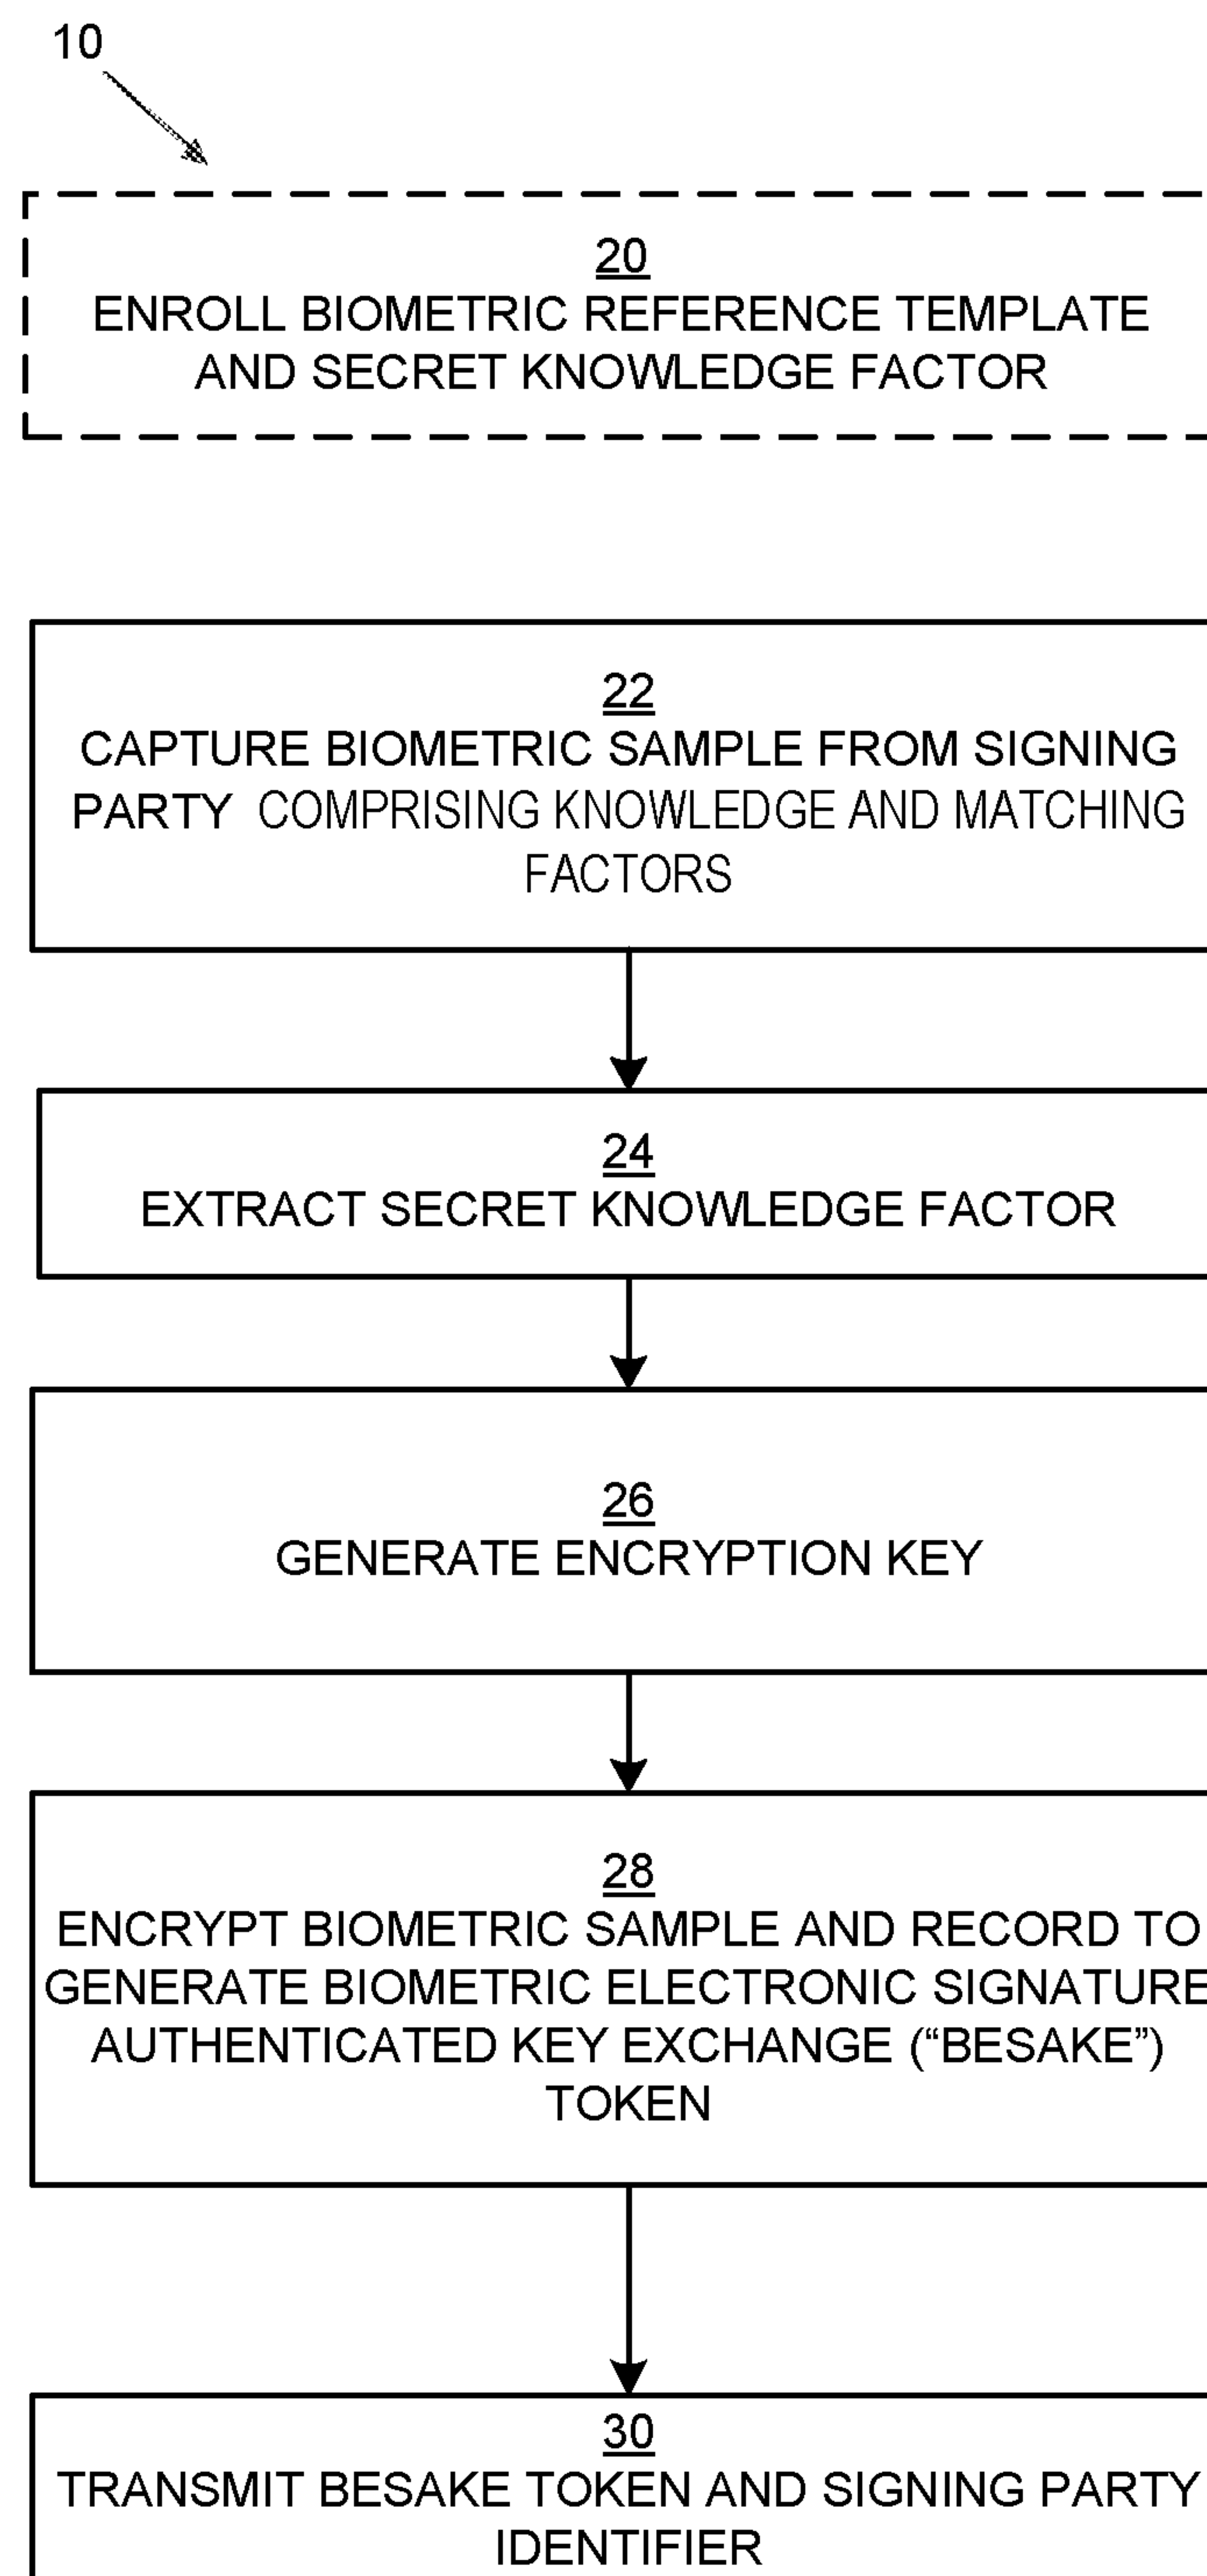 10
20
ENROLL BIOMETRIC REFERENCE TEMPLATE
AND SECRET KNOWLEDGE FACTOR
22
CAPTURE BIOMETRIC SAMPLE FROM SIGNING
PARTY COMPRISING KNOWLEDGE AND MATCHING
FACTORS
24
EXTRACT SECRET KNOWLEDGE FACTOR
26
GENERATE ENCRYPTION KEY
28
ENCRYPT BIOMETRIC SAMPLE AND RECORD TO
GENERATE BIOMETRIC ELECTRONIC SIGNATURE
AUTHENTICATED KEY EXCHANGE (“BESAKE”)
TOKEN
30
TRANSMIT BESAKE TOKEN AND SIGNING PARTY
IDENTIFIER